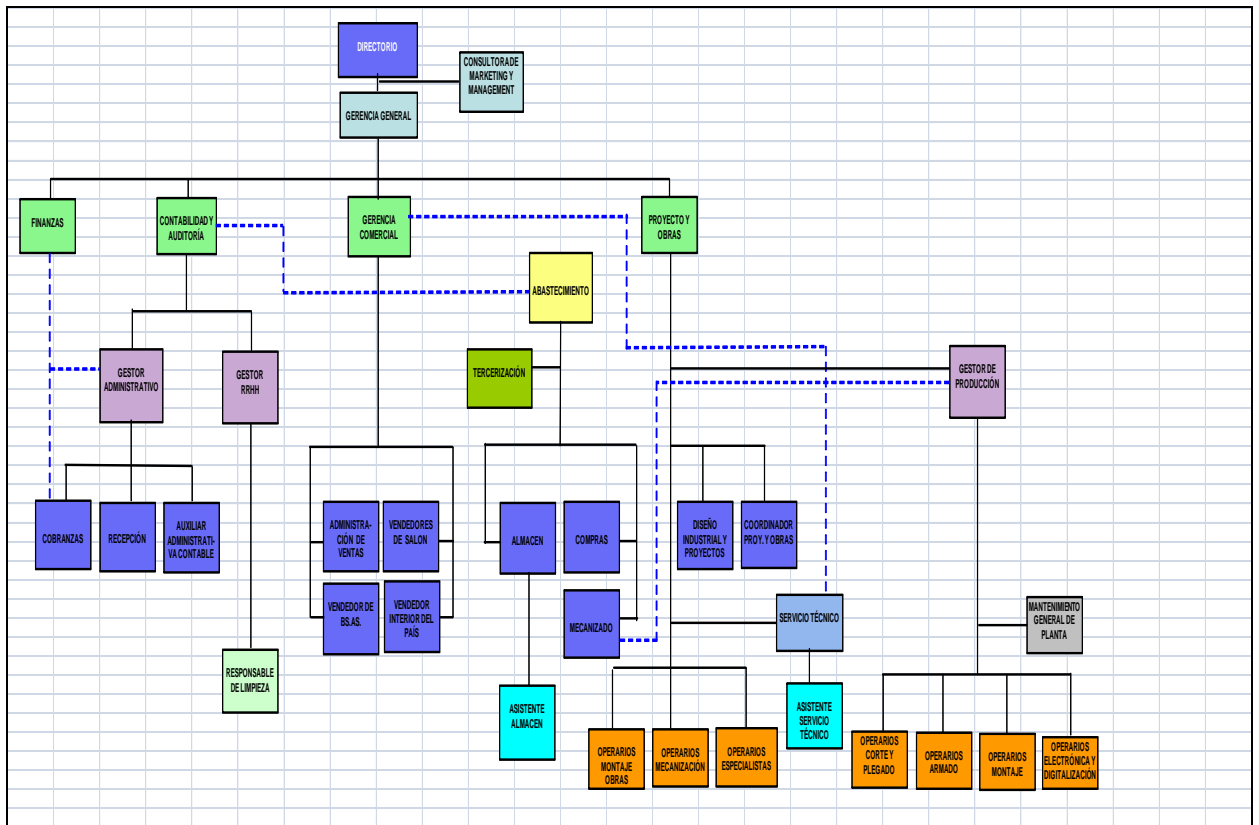 DIRECTORIO
CONSULTORA DE
MARKETING Y
MANAGEMENT
GERENCIA GENERAL
FINANZAS
CONTABILIDAD Y
AUDITORÍA
GERENCIA
COMERCIAL
PROYECTO Y
OBRAS
ABASTECIMIENTO
TERCERIZACIÓN
GESTOR
ADMINISTRATIVO
GESTOR
RRHH
GESTOR DE
PRODUCCIÓN
COBRANZAS
RECEPCIÓN
AUXILIAR
ADMINISTRATI-
VA CONTABLE
ADMINISTRA-
CIÓN DE
VENTAS
VENDEDORES
DE SALON
ALMACEN
COMPRAS
DISEÑO
INDUSTRIAL Y
PROYECTOS
COORDINADOR
PROY. Y OBRAS
VENDEDOR DE
BS.AS.
VENDEDOR
INTERIOR DEL
PAÍS
MECANIZADO
SERVICIO TÉCNICO
MANTENIMIENTO
GENERAL DE
PLANTA
RESPONSABLE
DE LIMPIEZA
ASISTENTE
ALMACEN
ASISTENTE
SERVICIO
TÉCNICO
OPERARIOS
MONTAJE
OBRAS
OPERARIOS
MECANIZACIÓN
OPERARIOS
ESPECIALISTAS
OPERARIOS
CORTE Y
PLEGADO
OPERARIOS
ARMADO
OPERARIOS
MONTAJE
OPERARIOS
ELECTRÓNICA Y
DIGITALIZACIÓN